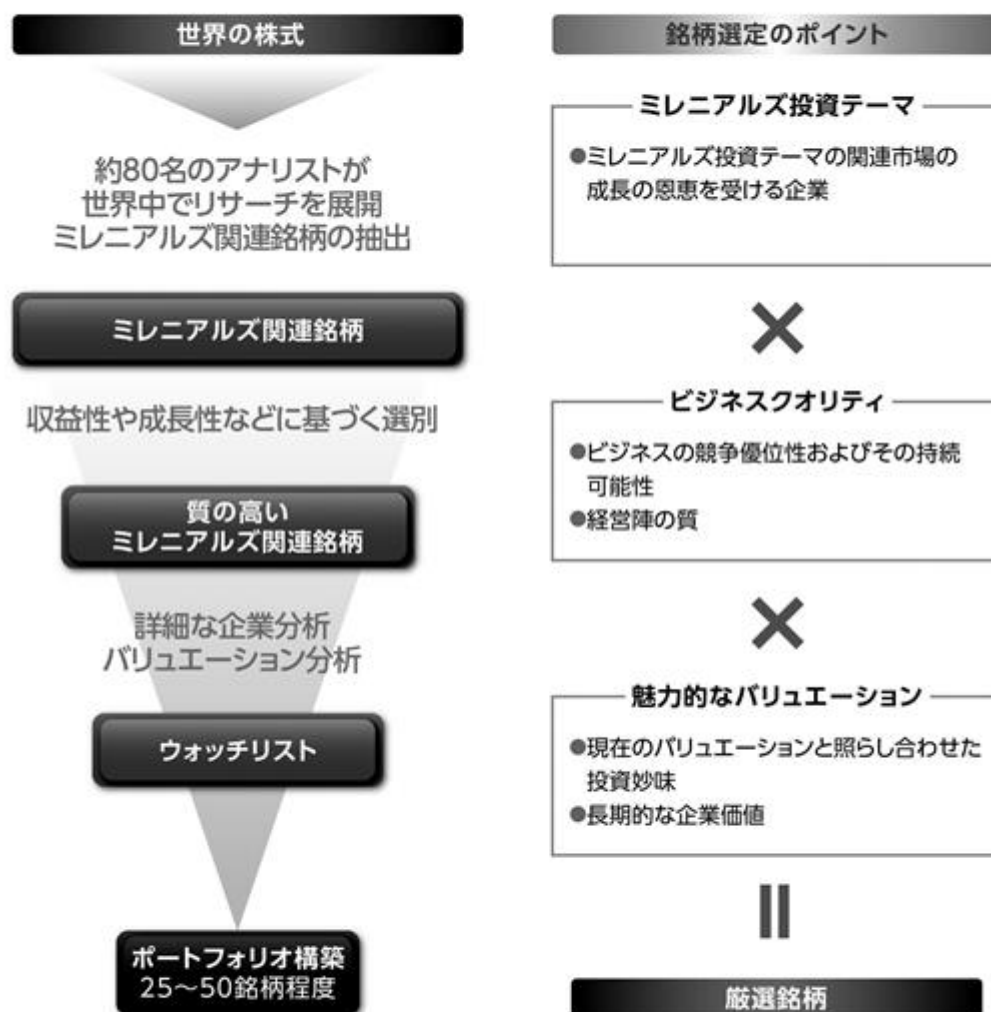 世界の株式
約80名のアナリストが
世界中でリサーチを展開
ミレニアルズ関連銘柄の抽出
ミレニアルズ関連銘柄
収益性や成長性などに基づく選別
質の高い
ミレニアルズ関連銘柄
詳細な企業分析
バリュエーション分析
ウォッチリスト
ポートフォリオ構築
25～50銘柄程度
銘柄選定のポイント
ミレニアルズ投資テーマ
●ミレニアルズ投資テーマの関連市場の
成長の恩恵を受ける企業
×
ビジネスクオリティ
●ビジネスの競争優位性およびその持続
可能性
●経営陣の質
×
魅力的なバリュエーション
●現在のバリュエーションと照らし合わせた
投資妙味
●長期的な企業価値
厳選銘柄